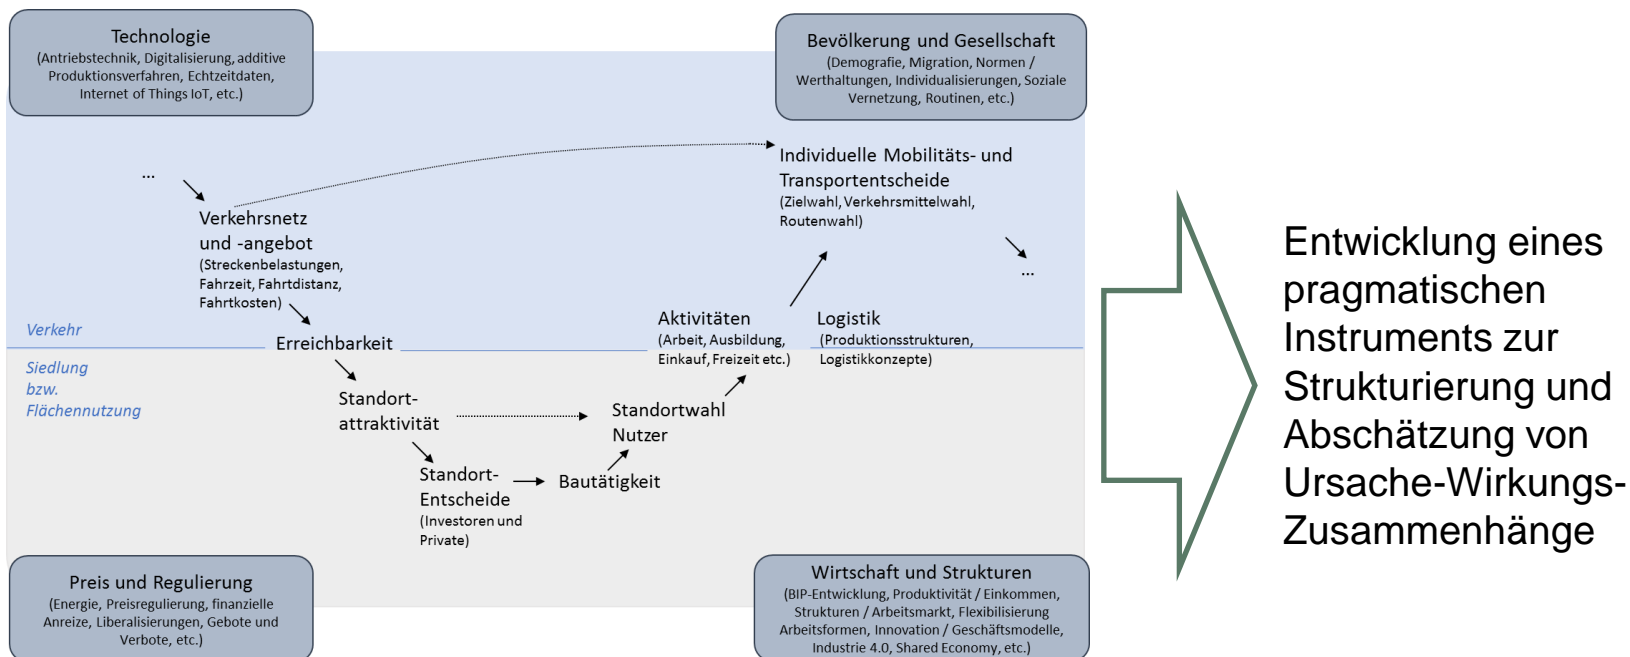 Technologie
(Antriebstechnik, Digitalisierung, additive
Produktionsverfahren, Echtzeitdaten,
Internet of Things IoT, etc.)
Bevölkerung und Gesellschaft
(Demografie, Migration, Normen /
Werthaltungen, Individualisierungen, Soziale
Vernetzung, Routinen, etc.)
...
Verkehrsnetz
und -angebot
(Streckenbelastungen,
Fahrzeit, Fahrtdistanz,
Fahrtkosten)
Individuelle Mobilitäts- und
Transportentscheide
(Zielwahl, Verkehrsmittelwahl,
Routenwahl)
...
Verkehr
Erreichbarkeit
Aktivitäten
(Arbeit, Ausbildung,
Einkauf, Freizeit etc.)
Logistik
(Produktionsstrukturen,
Logistikkonzepte)
Siedlung
bzw.
Flächennutzung
Standort-
attraktivität
Standortwahl
Nutzer
Standort-
Entscheide
(Investoren und
Private)
Bautätigkeit
Preis und Regulierung
(Energie, Preisregulierung, finanzielle
Anreize, Liberalisierungen, Gebote und
Verbote, etc.)
Wirtschaft und Strukturen
(BIP-Entwicklung, Produktivität / Einkommen,
Strukturen / Arbeitsmarkt, Flexibilisierung
Arbeitsformen, Innovation / Geschäftsmodelle,
Industrie 4.0, Shared Economy, etc.)
Entwicklung eines
pragmatischen
Instruments zur
Strukturierung und
Abschätzung von
Ursache-Wirkungs-
Zusammenhänge